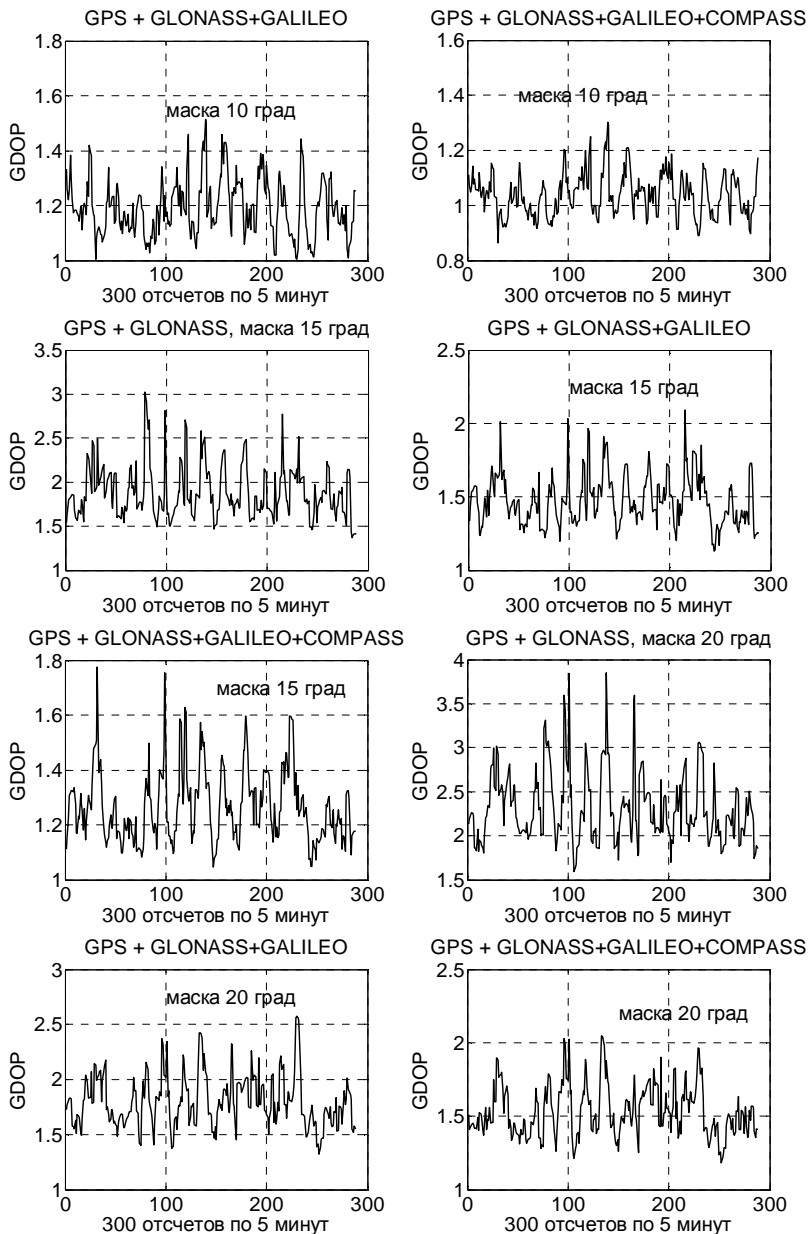 GPS + GLONASS+GALILEO
1.8
1.6
1.4
1.2
1
GDOP
маска 10 град
0 100 200 300
300 отсчетов по 5 минут
GPS + GLONASS+GALILEO+COMPASS
1.6
1.4
1.2
1
0.8
GDOP
маска 10 град
0 100 200 300
300 отсчетов по 5 минут
GPS + GLONASS, маска 15 град
3.5
3
2.5
2
1.5
1
GDOP
0 100 200 300
300 отсчетов по 5 минут
GPS + GLONASS+GALILEO
2.5
2
1.5
1
GDOP
маска 15 град
0 100 200 300
300 отсчетов по 5 минут
GPS + GLONASS+GALILEO+COMPASS
1.8
1.6
1.4
1.2
1
GDOP
маска 15 град
0 100 200 300
300 отсчетов по 5 минут
GPS + GLONASS, маска 20 град
4
3.5
3
2.5
2
1.5
GDOP
0 100 200 300
300 отсчетов по 5 минут
GPS + GLONASS+GALILEO
3
2.5
2
1.5
1
GDOP
маска 20 град
0 100 200 300
300 отсчетов по 5 минут
GPS + GLONASS+GALILEO+COMPASS
2.5
2
1.5
1
GDOP
маска 20 град
0 100 200 300
300 отсчетов по 5 минут